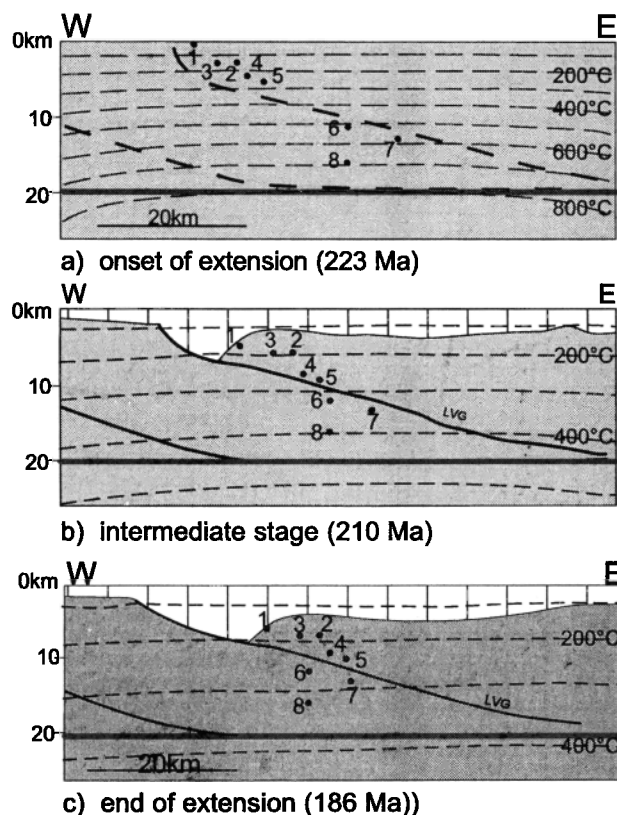 W E
0km
1
3 2 4
5
200°C
400°C
10
6
7
600°C
8
20
800°C
20km
a) onset of extension (223 Ma)
W E
0km
1 3 2
200°C
4
5
10
6
7
LVG
8
400°C
20
b) intermediate stage (210 Ma)
W E
0km
1 3 2
200°C
4
5
10
6
7
8
LVG
20
400°C
20km
c) end of extension (186 Ma))